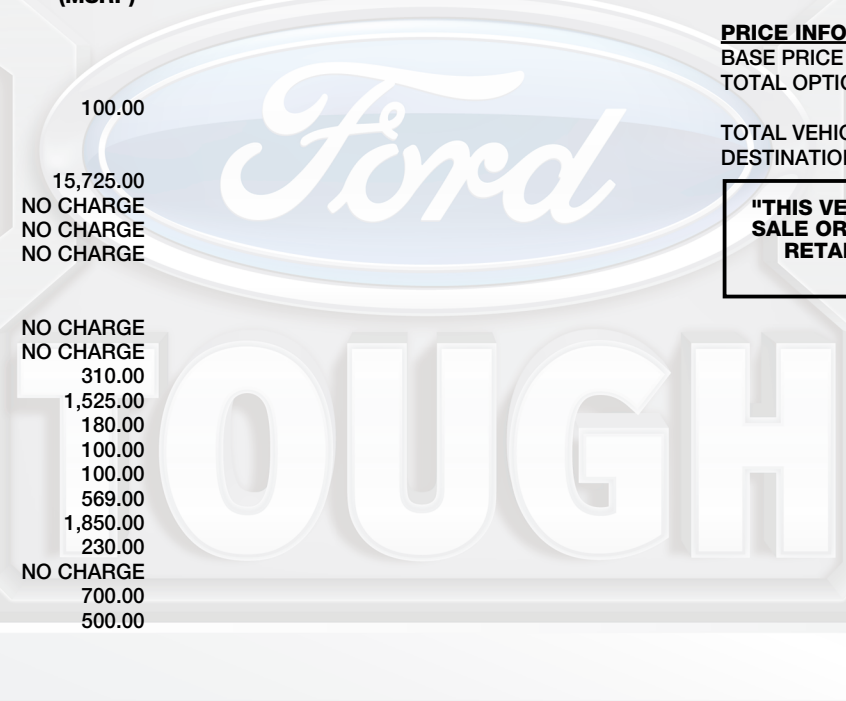 (MSRP)
100.00
15,725.00
NO CHARGE
NO CHARGE
NO CHARGE
NO CHARGE
NO CHARGE
310.00
1,525.00
180.00
100.00
100.00
569.00
1,850.00
230.00
NO CHARGE
700.00
500.00
PRICE INFO
BASE PRICE
TOTAL OPTIO
TOTAL VEHIC
DESTINATION
"THIS VE
SALE OR
RETAI
Ford
TOUGH